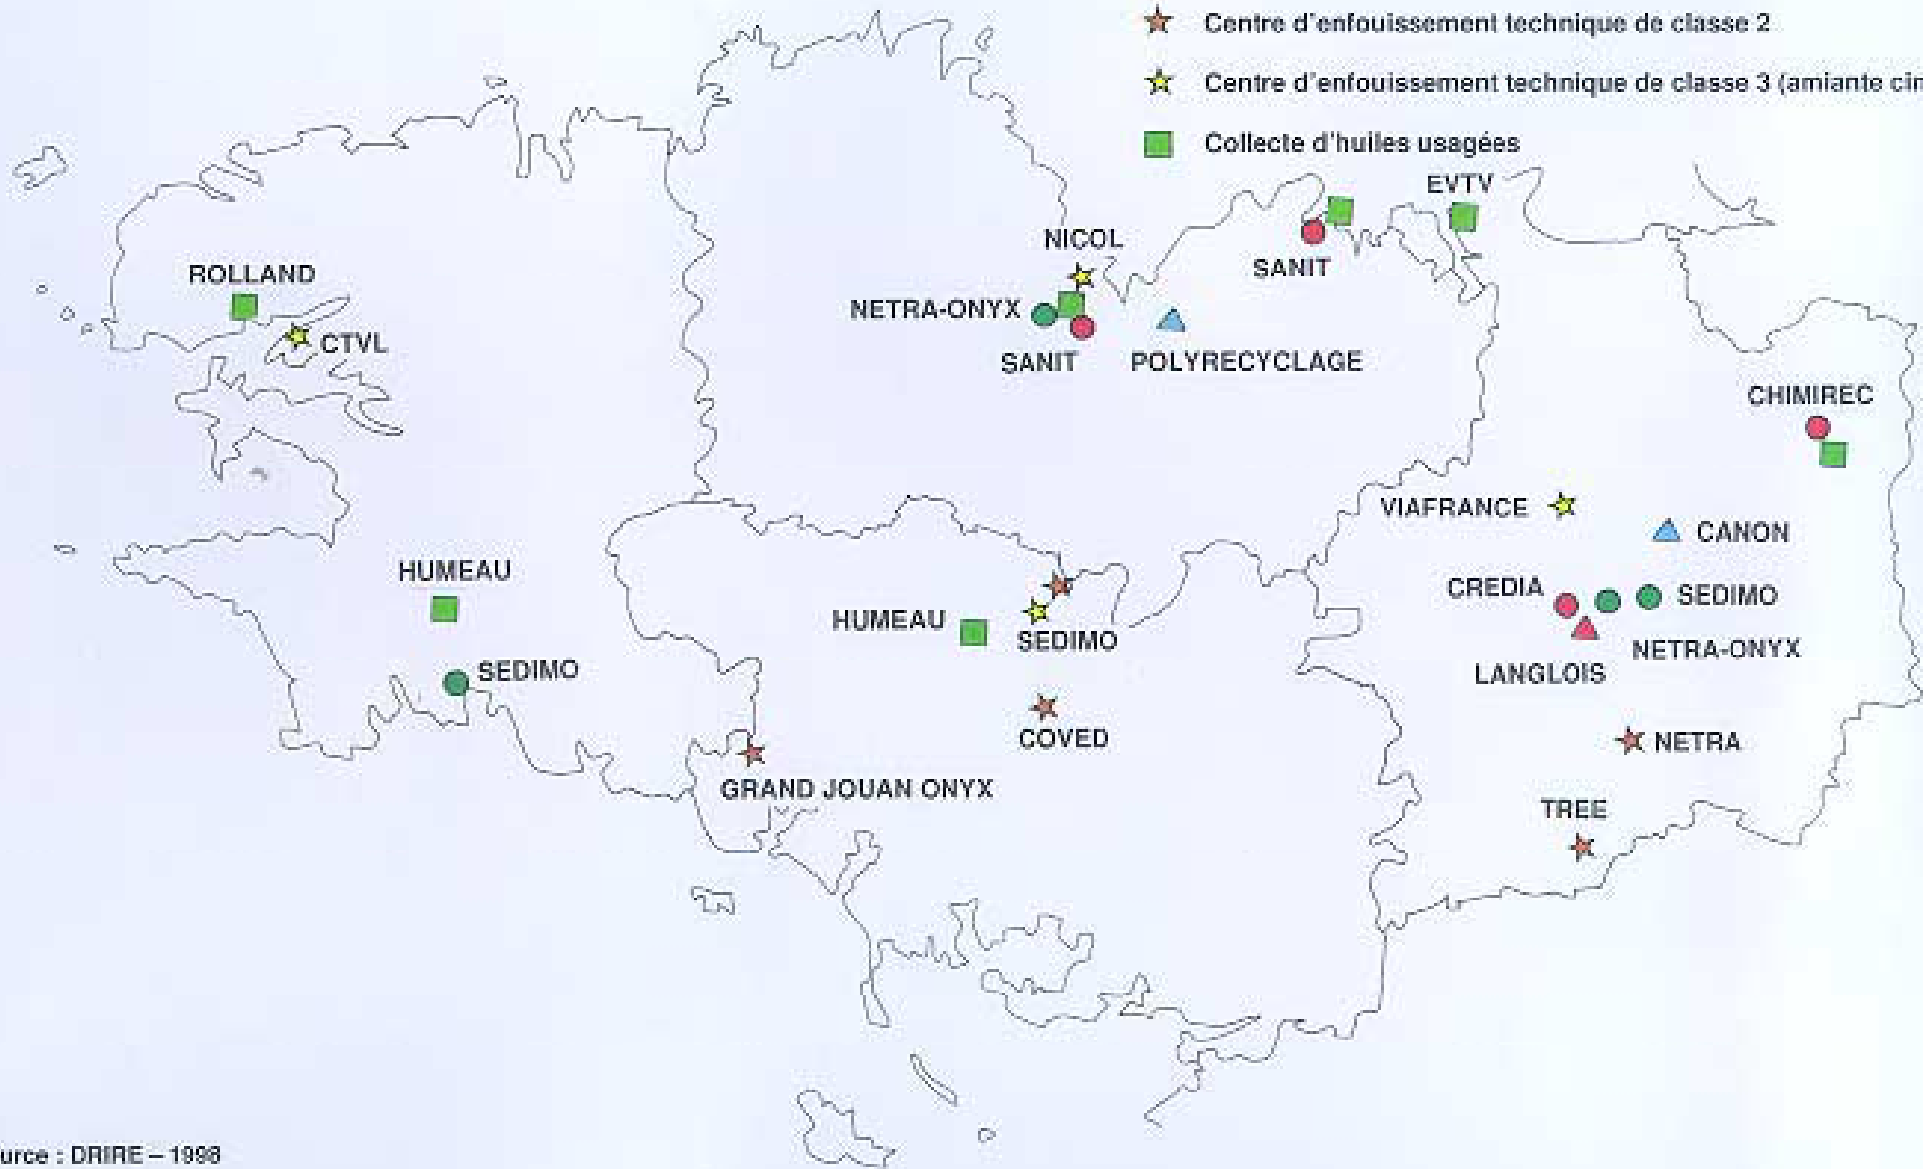 Centre d'enfouissement technique de classe 2
Centre d'enfouissement technique de classe 3 (amiante cim
Collecte d'huiles usagées
EVTV
NICOL
SANIT
ROLLAND
NETRA-ONYX
CTVL
SANIT
POLYRECYCLAGE
CHIMIREC
VIAFRANCE
CANON
HUMEAU
CREDIA
SEDIMO
HUMEAU
SEDIMO
NETRA-ONYX
SEDIMO
LANGLOIS
COVED
NETRA
GRAND JOUAN ONYX
TREE
urce : DRIRE – 1998